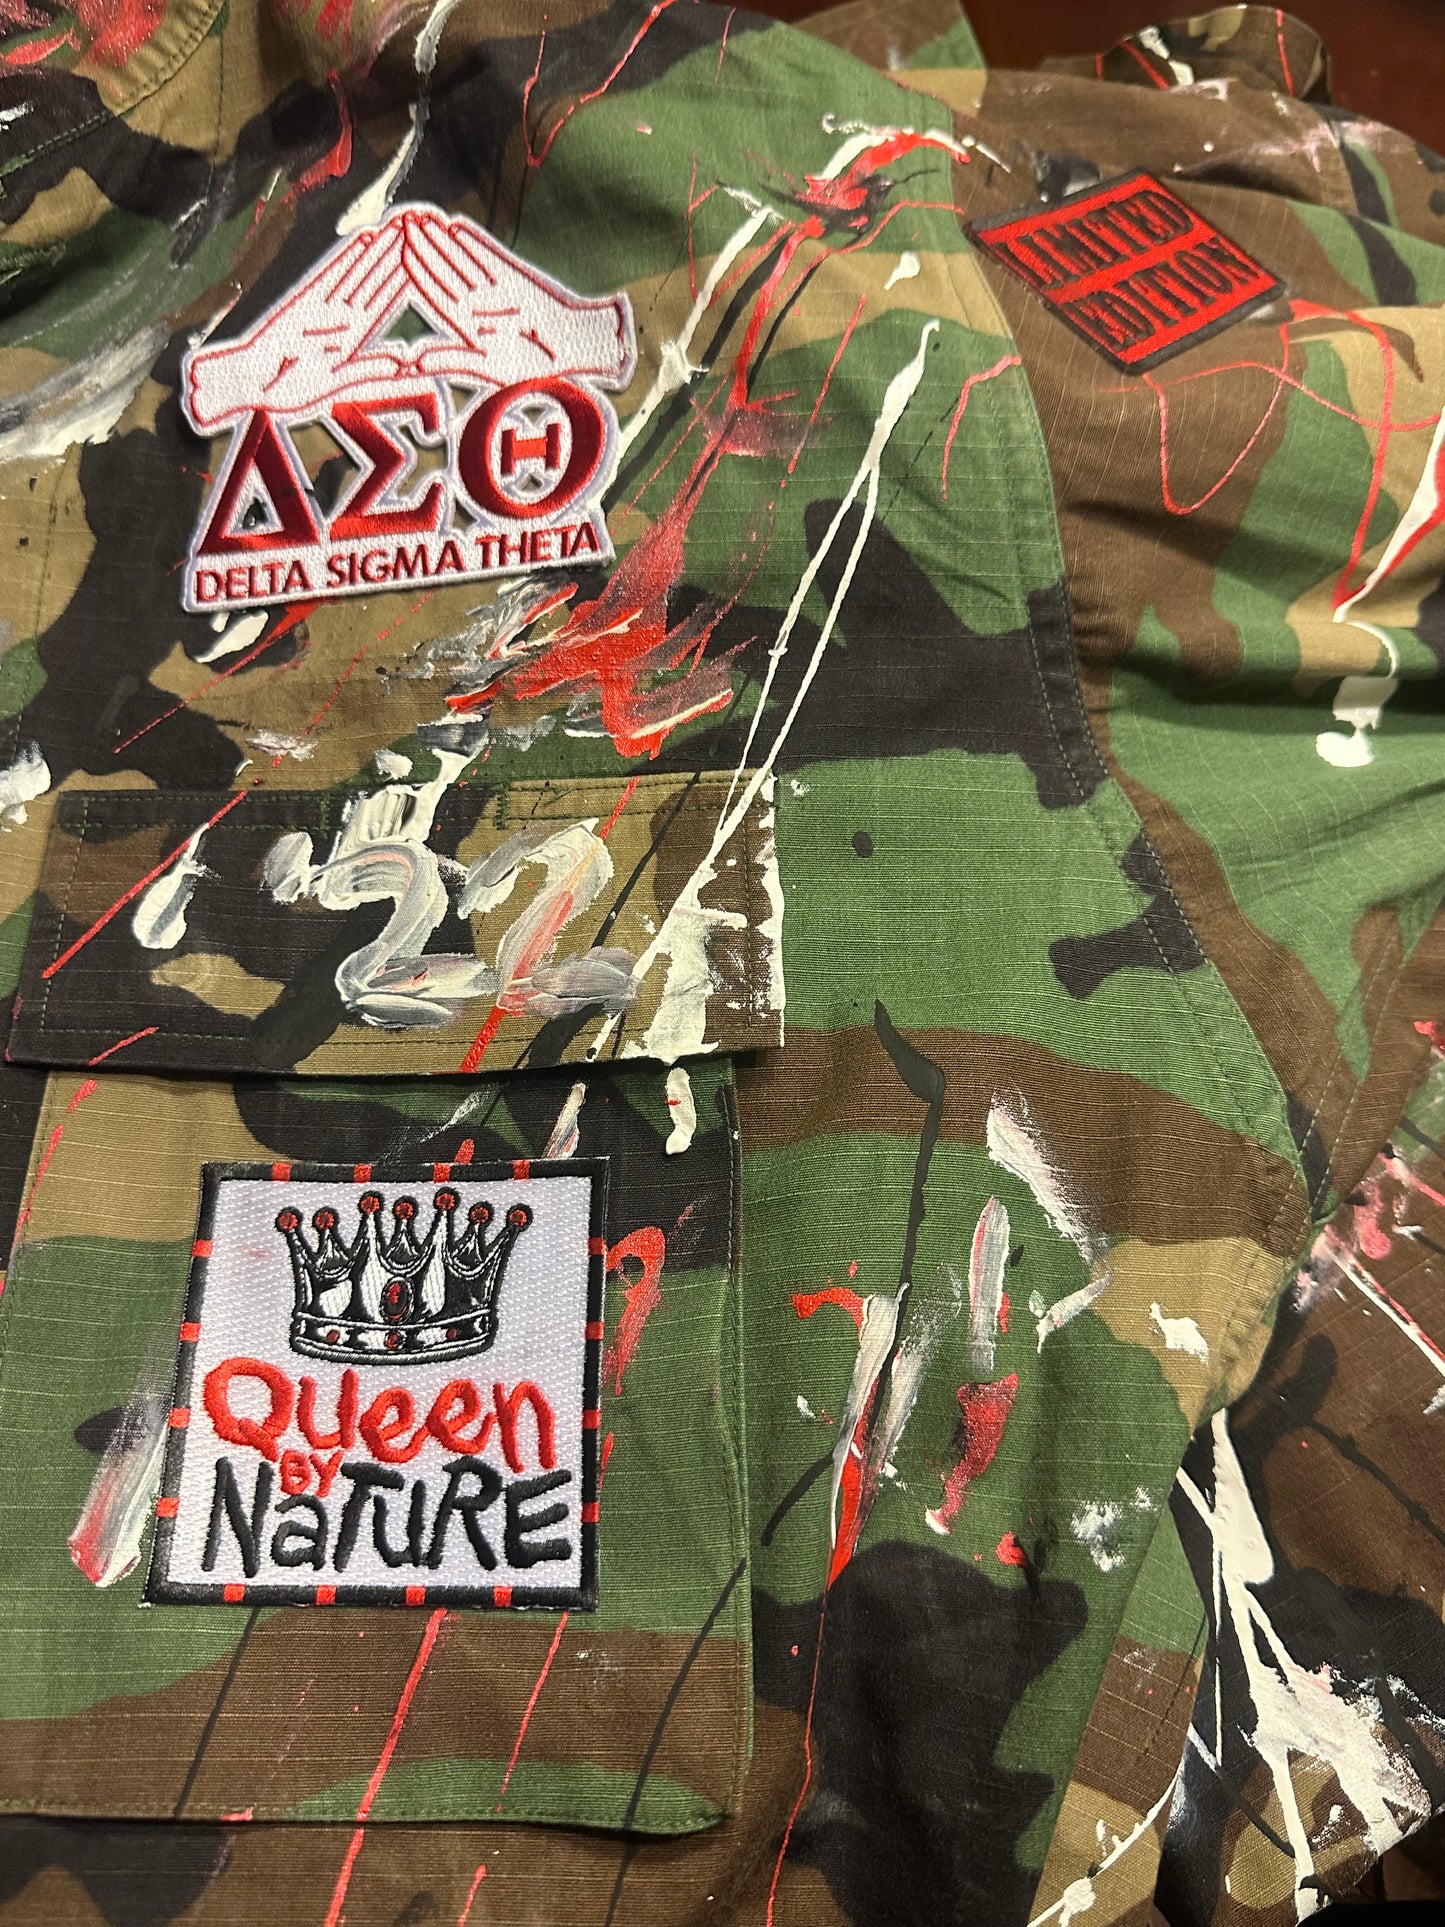 LIMITED
EDITION
ΔΣΘ
DELTA SIGMA THETA
22
Queen
BY
NATURE